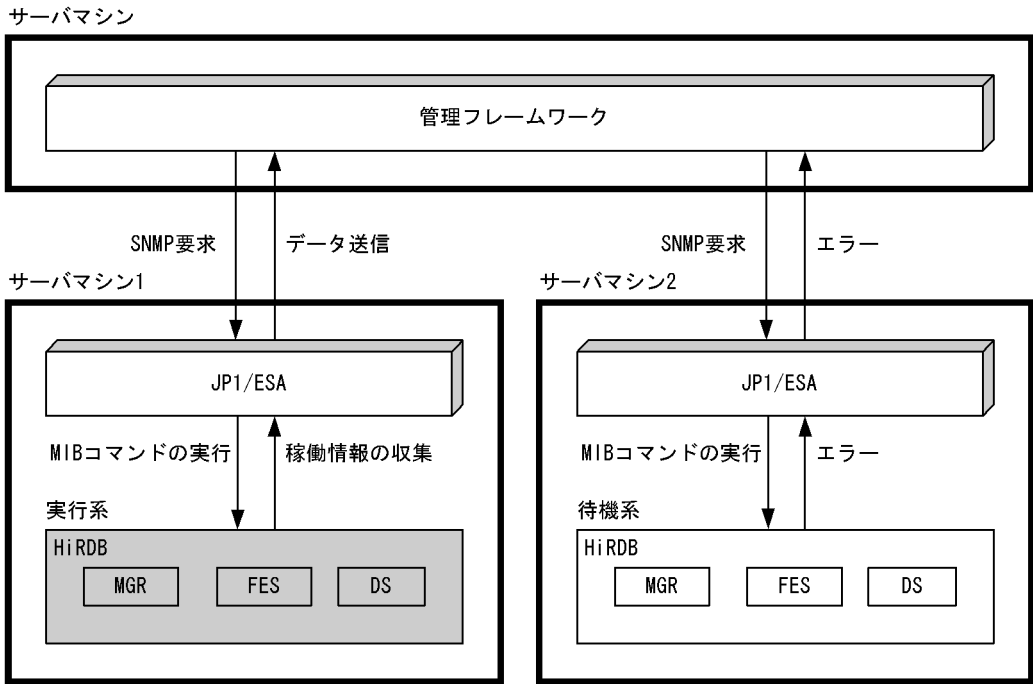 サーバマシン
管理フレームワーク
SNMP要求
データ送信
SNMP要求
エラー
サーバマシン1
サーバマシン2
JP1/ESA
JP1/ESA
MIBコマンドの実行
稼働情報の収集
MIBコマンドの実行
エラー
実行系
待機系
HiRDB
HiRDB
MGR
FES
DS
MGR
FES
DS